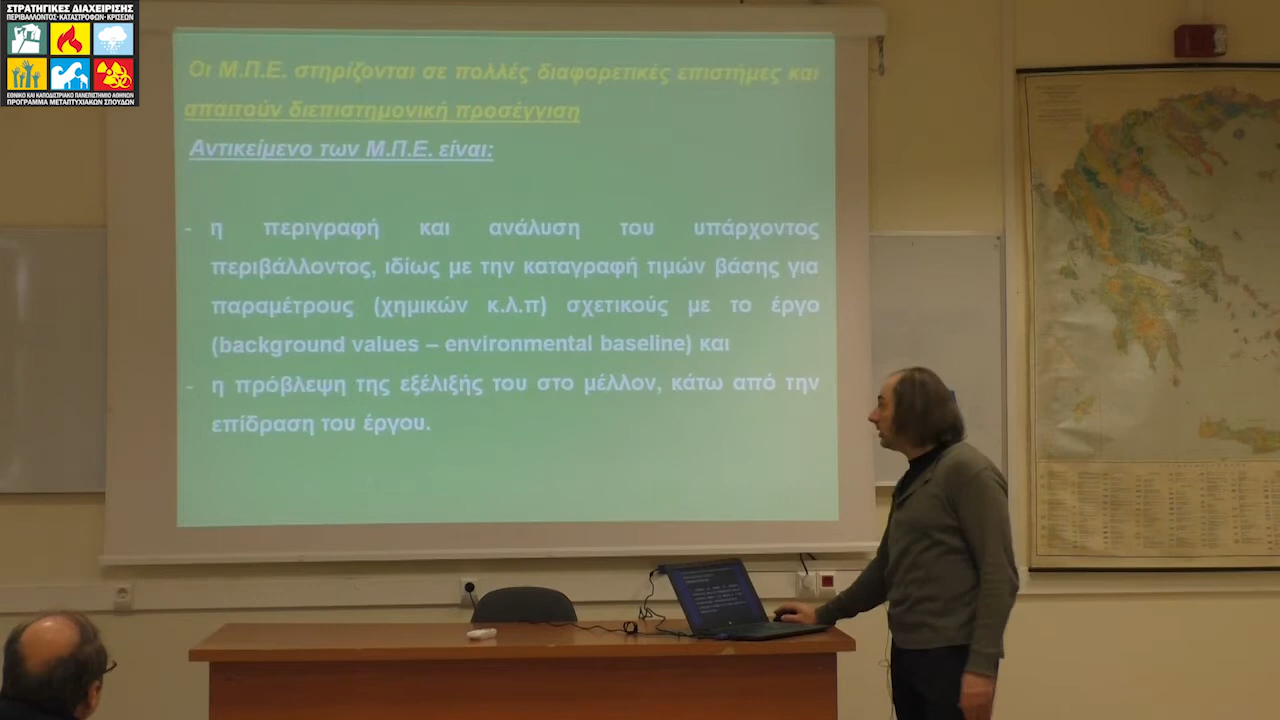 ΣΤΡΑΤΗΓΙΚΕΣ ΔΙΑΧΕΙΡΙΣΗΣ
ΠΕΡΙΒΑΛΛΟΝΤΟΣ·ΚΑΤΑΣΤΡΟΦΩΝ·ΚΡΙΣΕΩΝ
ΕΘΝΙΚΟ ΚΑΙ ΚΑΠΟΔΙΣΤΡΙΑΚΟ ΠΑΝΕΠΙΣΤΗΜΙΟ ΑΘΗΝΩΝ
ΠΡΟΓΡΑΜΜΑ ΜΕΤΑΠΤΥΧΙΑΚΩΝ ΣΠΟΥΔΩΝ
Οι Μ.Π.Ε. στηρίζονται σε πολλές διαφορετικές επιστήμες και
απαιτούν διεπιστημονική προσέγγιση
Αντικείμενο των Μ.Π.Ε. είναι:
- η περιγραφή και ανάλυση του υπάρχοντος
περιβάλλοντος, ιδίως με την καταγραφή τιμών βάσης για
παραμέτρους (χημικών κ.λ.π) σχετικούς με το έργο
(background values – environmental baseline) και
- η πρόβλεψη της εξέλιξής του στο μέλλον, κάτω από την
επίδραση του έργου.